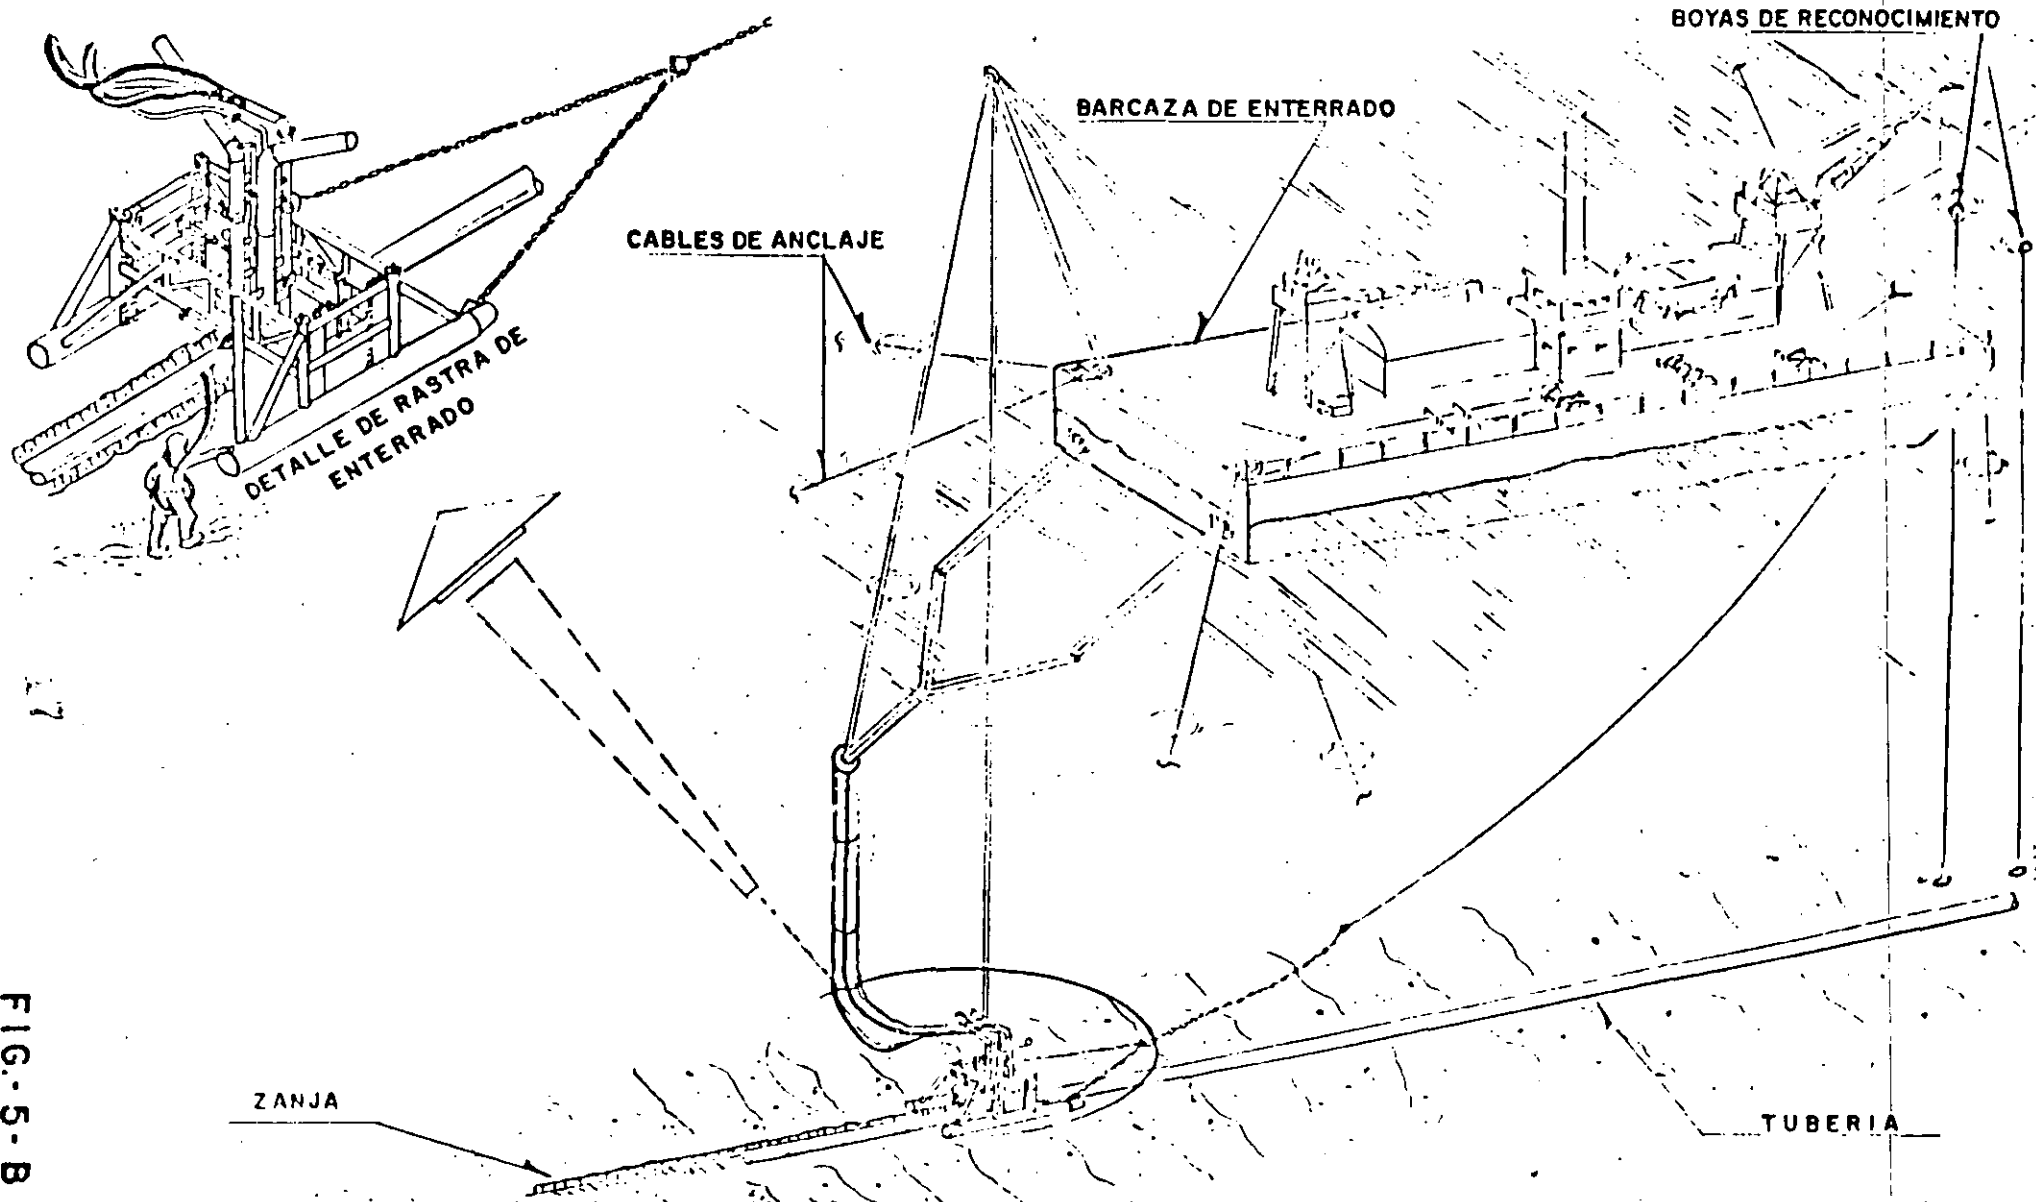 BOYAS DE RECONOCIMIENTO
BARCAZA DE ENTERRADO
CABLES DE ANCLAJE
DETALLE DE RASTRA DE
ENTERRADO
ZANJA
TUBERIA
FIG.-5-B